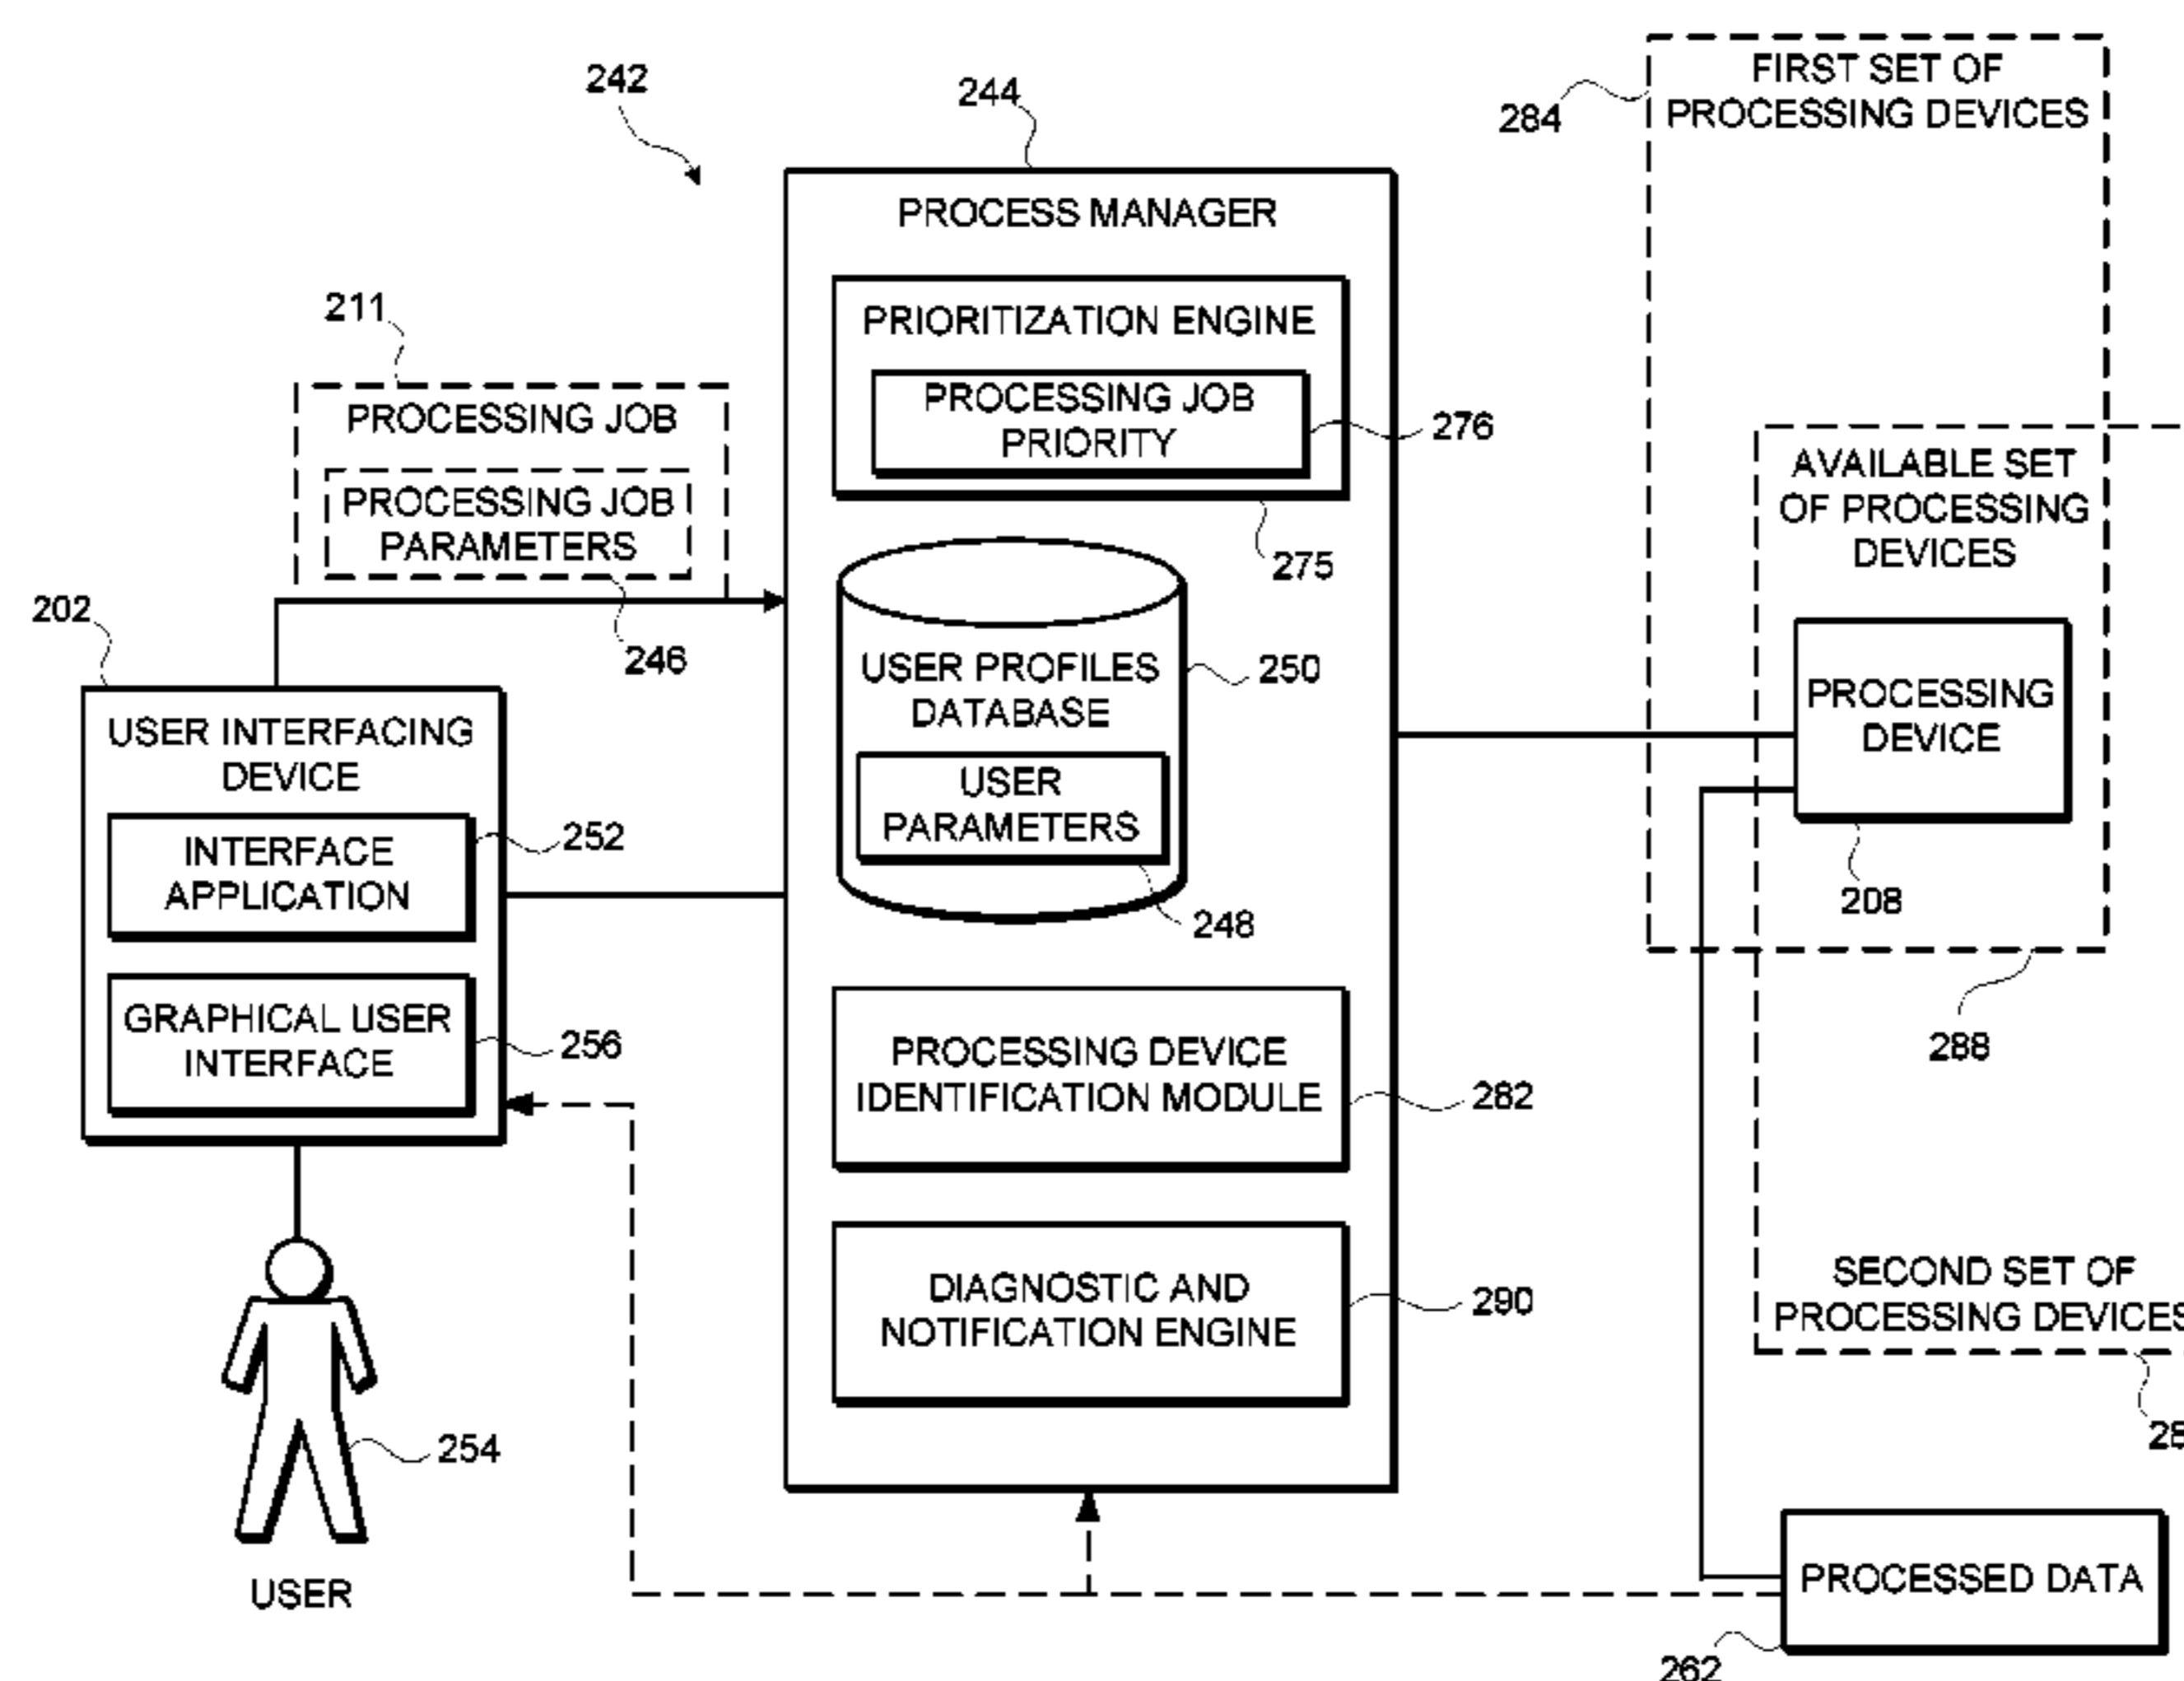 242
244
284
FIRST SET OF
PROCESSING DEVICES
PROCESS MANAGER
211
PRIORITIZATION ENGINE
PROCESSING JOB
PRIORITY
276
275
PROCESSING JOB
PROCESSING JOB
PARAMETERS
246
AVAILABLE SET
OF PROCESSING
DEVICES
202
USER INTERFACING
DEVICE
INTERFACE
APPLICATION
252
GRAPHICAL USER
INTERFACE
256
USER PROFILES
DATABASE
250
USER
PARAMETERS
248
PROCESSING
DEVICE
208
288
PROCESSING DEVICE
IDENTIFICATION MODULE
282
DIAGNOSTIC AND
NOTIFICATION ENGINE
290
SECOND SET OF
PROCESSING DEVICES
254
USER
PROCESSED DATA
262